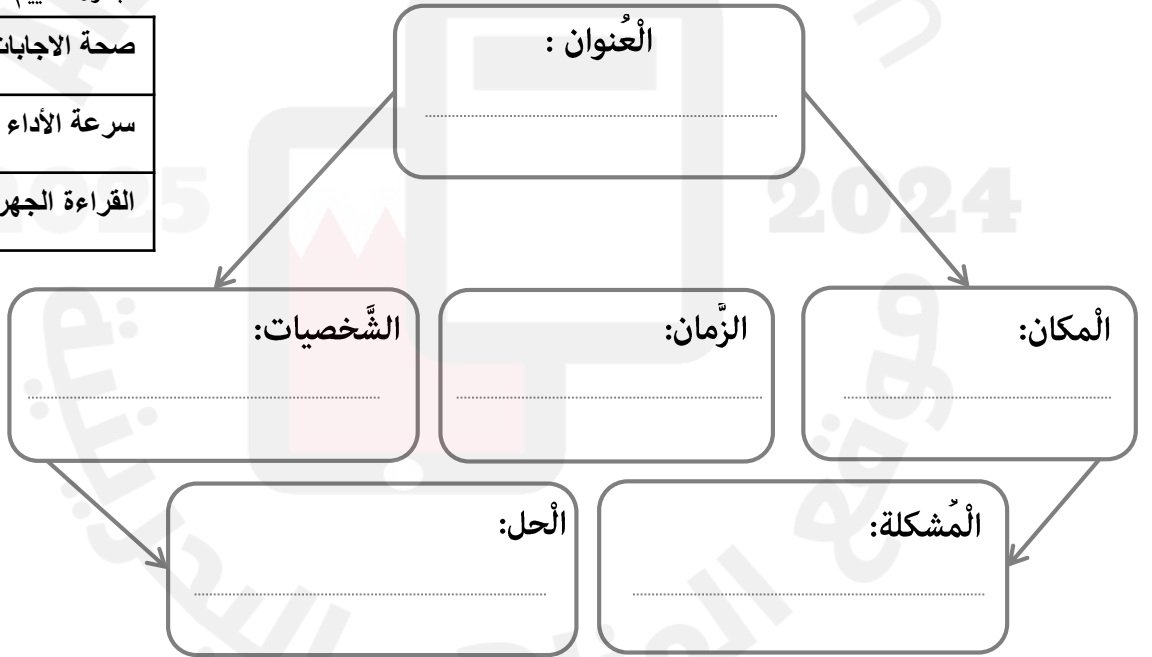 صحة الاجابات
سرعة الأداء
القراءة الجهر
الْعُنوان :
2024
الْمكان:
الزَّمان:
الشَّخصيات:
الْمُشكلة:
الْحل:
موقع